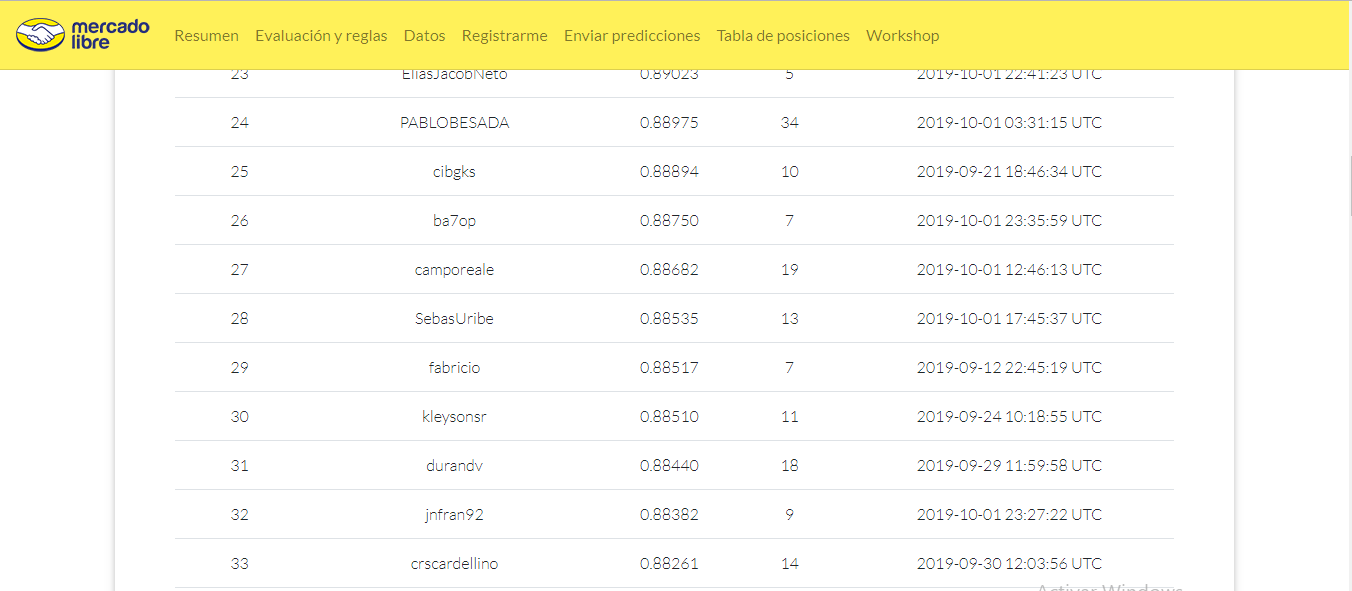 mercado
libre
Resumen Evaluación y reglas Datos Registrarme Enviar predicciones Tabla de posiciones Workshop
23 EliasJacobNeto 0.89023 5 2019-10-01 22:41:23 UTC
24 PABLOBESADA 0.88975 34 2019-10-01 03:31:15 UTC
25 cibgks 0.88894 10 2019-09-21 18:46:34 UTC
26 ba7op 0.88750 7 2019-10-01 23:35:59 UTC
27 camporeale 0.88682 19 2019-10-01 12:46:13 UTC
28 SebasUribe 0.88535 13 2019-10-01 17:45:37 UTC
29 fabricio 0.88517 7 2019-09-12 22:45:19 UTC
30 kleysonsr 0.88510 11 2019-09-24 10:18:55 UTC
31 durandv 0.88440 18 2019-09-29 11:59:58 UTC
32 jnfran92 0.88382 9 2019-10-01 23:27:22 UTC
33 crscardellino 0.88261 14 2019-09-30 12:03:56 UTC
Activar Windows